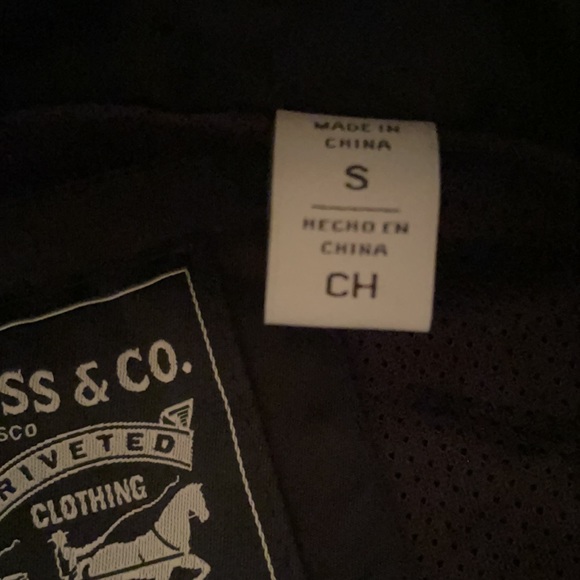 MADE IN
CHINA
S
HECHO EN
CHINA
CH
SS & CO.
SCO
RIVETED
CLOTHING